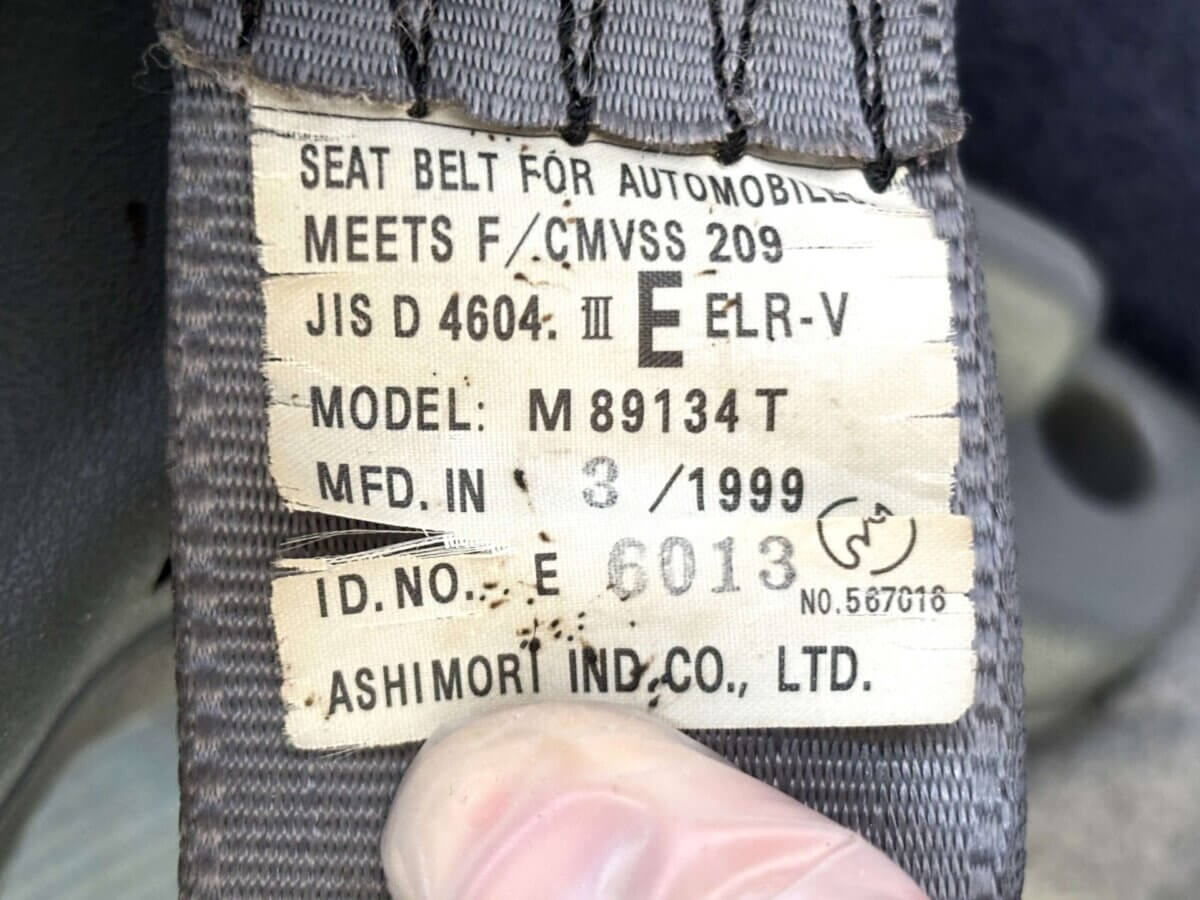 SEAT BELT FOR AUTOMOBILES
MEETS F/CMVSS 209
JIS D 4604. III E ELR-V
MODEL: M 89134 T
MFD. IN 3 /1999
ID. NO.. E 6013
NO.567016
ASHIMORI IND.CO., LTD.